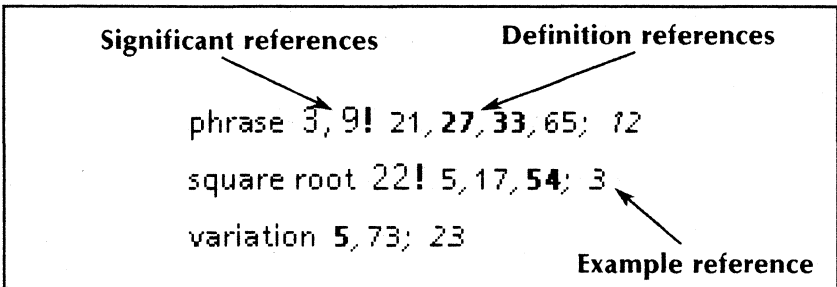 Significant references
Definition references
phrase 3, 9! 21, 27, 33, 65; 12
square root 22! 5, 17, 54; 3
variation 5, 73; 23
Example reference